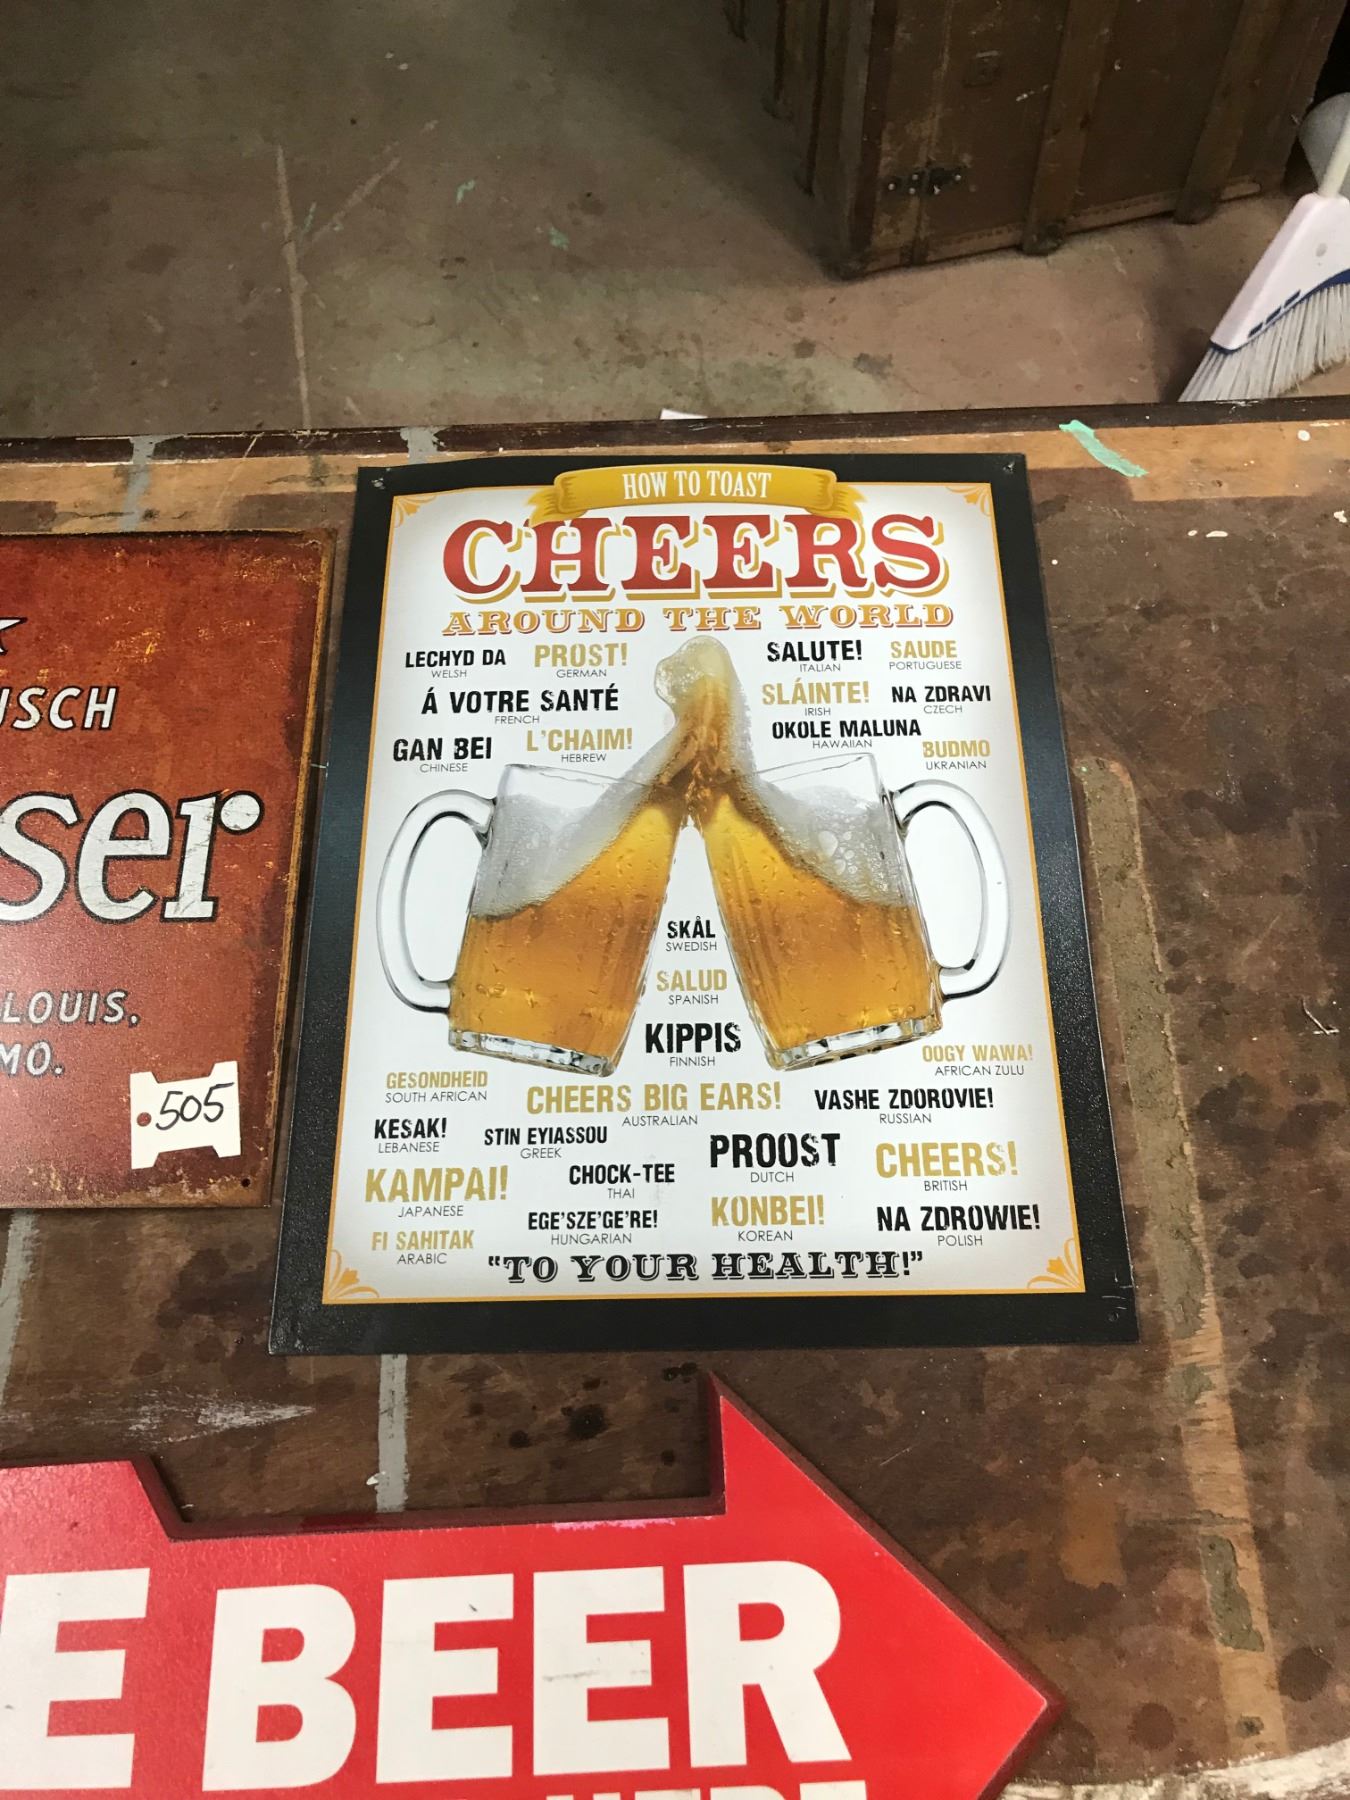 HOW TO TOAST
CHEERS
AROUND THE WORLD
LECHYD DA
WELSH
PROST!
GERMAN
SALUTE!
ITALIAN
SAUDE
PORTUGUESE
Á VOTRE SANTÉ
FRENCH
SLÁINTE!
IRISH
NA ZDRAVI
CZECH
GAN BEI
CHINESE
L'CHAIM!
HEBREW
OKOLE MALUNA
HAWAIIAN
BUDMO
UKRANIAN
SKÅL
SWEDISH
SALUD
SPANISH
KIPPIS
FINNISH
OOGY WAWA!
AFRICAN ZULU
GESONDHEID
SOUTH AFRICAN
CHEERS BIG EARS!
AUSTRALIAN
VASHE ZDOROVIE!
RUSSIAN
KESAK!
LEBANESE
STIN EYIASSOU
GREEK
PROOST
DUTCH
CHEERS!
BRITISH
KAMPAI!
JAPANESE
CHOCK-TEE
THAI
KONBEI!
KOREAN
NA ZDROWIE!
POLISH
FI SAHITAK
ARABIC
EGE'SZE'GE'RE!
HUNGARIAN
"TO YOUR HEALTH!"
USCH
ser
LOUIS,
MO.
505
E BEER